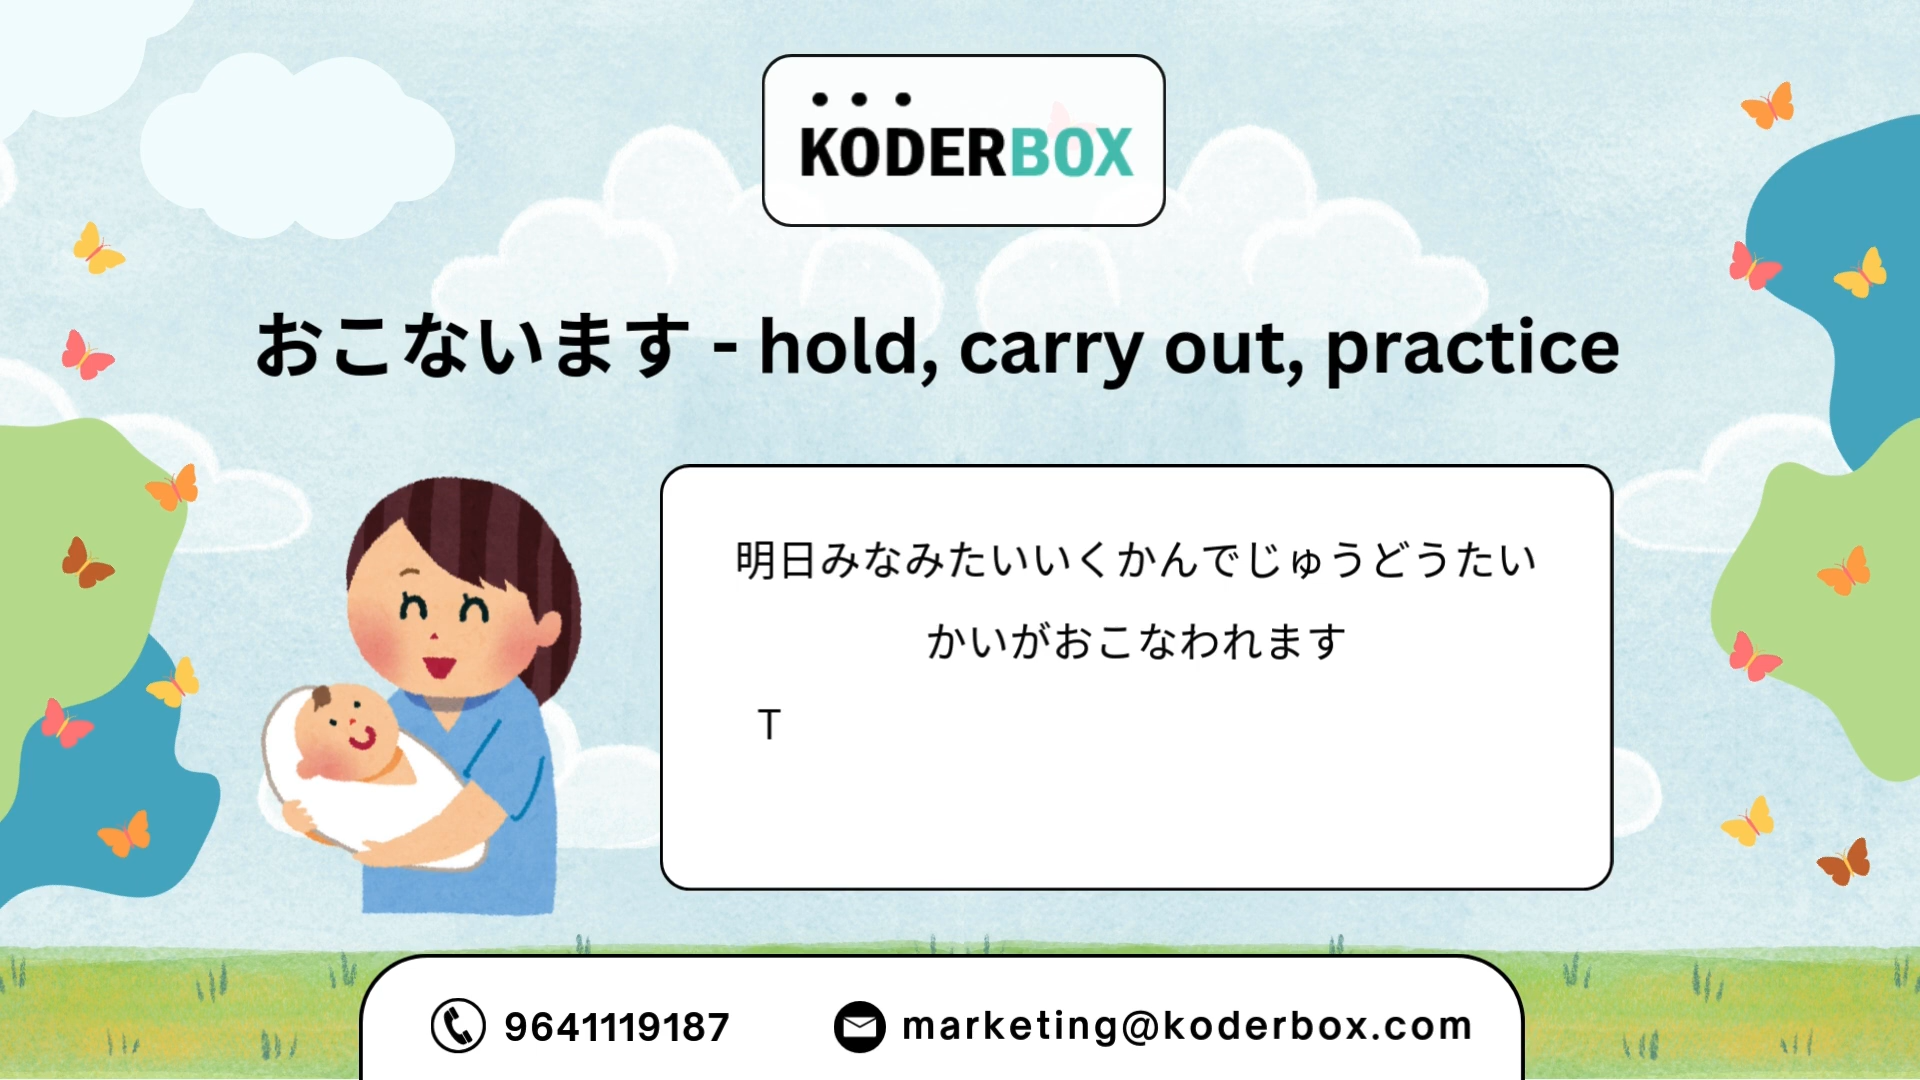 KODERBOX
おこないます - hold, carry out, practice
明日みなみたいいくかんでじゅうどうたい
かいがおこなわれます
T
9641119187
marketing@koderbox.com